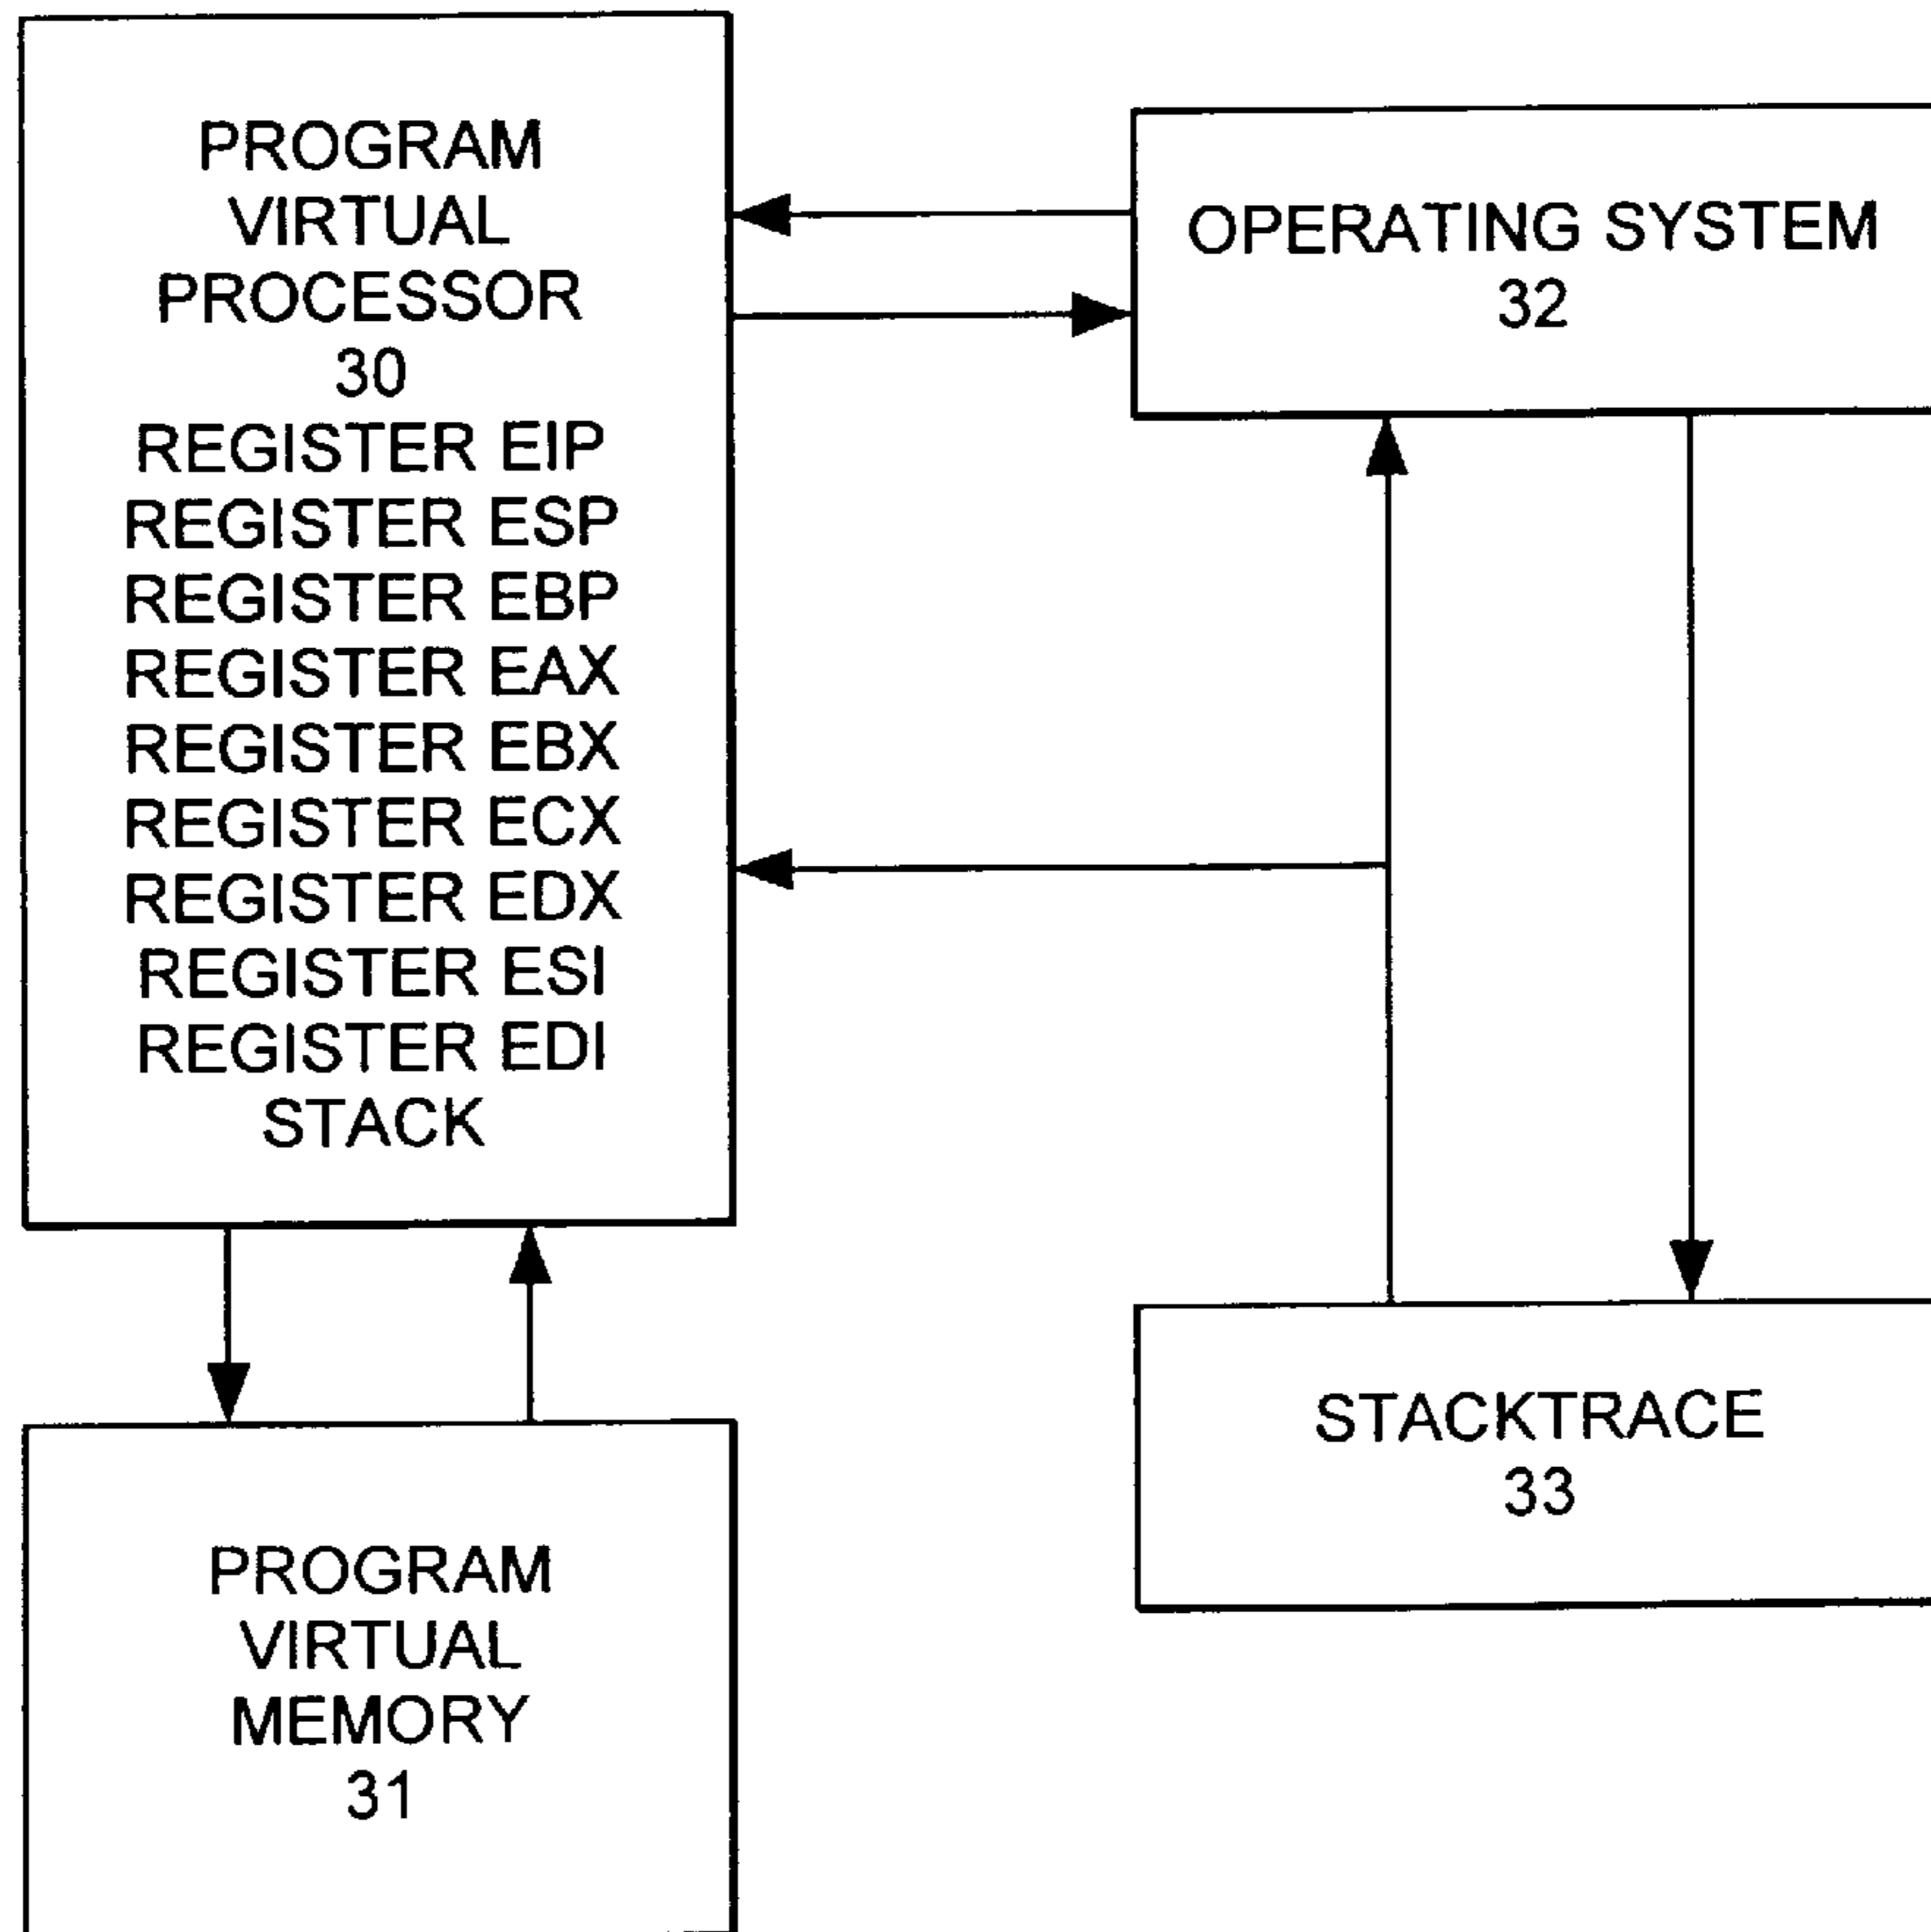 PROGRAM
VIRTUAL
PROCESSOR
30
REGISTER EIP
REGISTER ESP
REGISTER EBP
REGISTER EAX
REGISTER EBX
REGISTER ECX
REGISTER EDX
REGISTER ESI
REGISTER EDI
STACK
OPERATING SYSTEM
32
STACKTRACE
33
PROGRAM
VIRTUAL
MEMORY
31